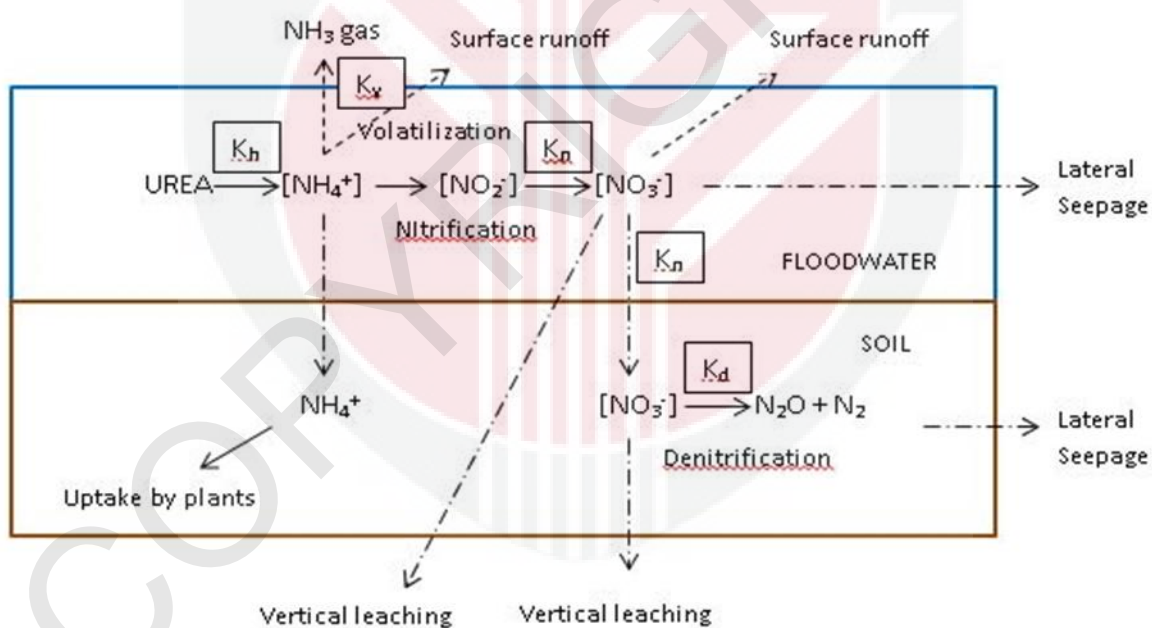 NH₃ gas
Surface runoff
Surface runoff
Kv
Volatilization
Kh
Kn
UREA
[NH₄⁺]
[NO₂⁻]
[NO₃⁻]
Lateral
Seepage
NItrification
Kn
FLOODWATER
SOIL
Kd
NH₄⁺
[NO₃⁻]
N₂O + N₂
Lateral
Seepage
Denitrification
Uptake by plants
Vertical leaching
Vertical leaching
COPYRIG